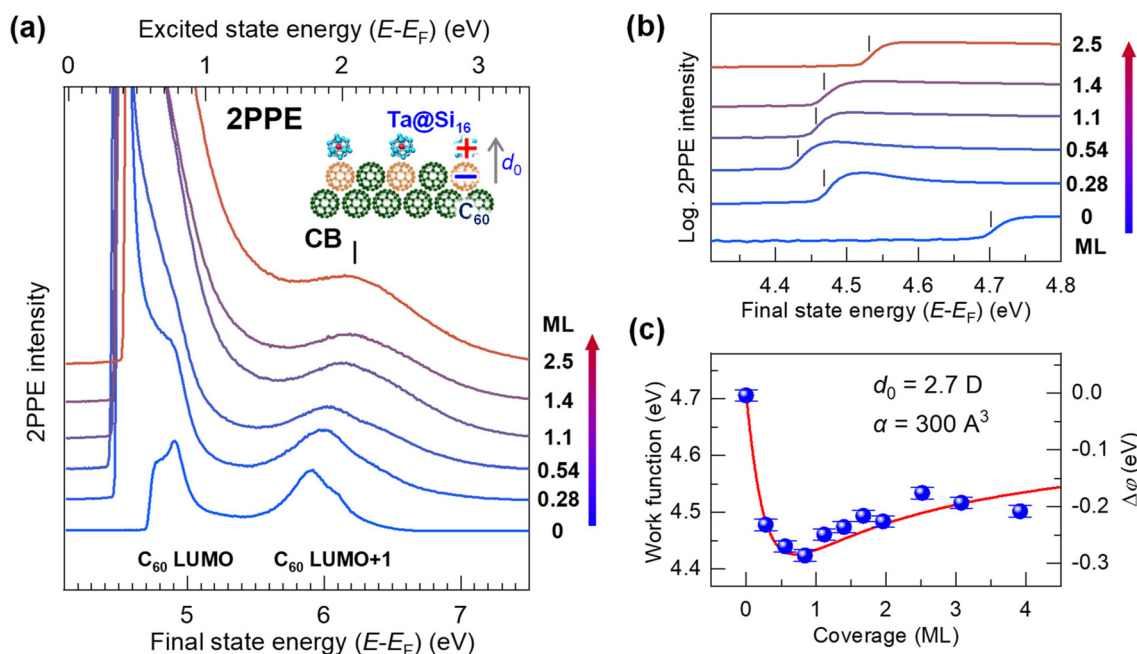 (a)
Excited state energy (E-E_F) (eV)
0 1 2 3
2PPE
Ta@Si16
+
d0
−
C60
CB
2PPE intensity
ML
2.5
1.4
1.1
0.54
0.28
0
C60 LUMO C60 LUMO+1
5 6 7
Final state energy (E-E_F) (eV)
(b)
Log. 2PPE intensity
2.5
1.4
1.1
0.54
0.28
0
ML
4.4 4.5 4.6 4.7 4.8
Final state energy (E-E_F) (eV)
(c)
Work function (eV)
4.7
4.6
4.5
4.4
d0 = 2.7 D
α = 300 A^3
0.0
-0.1
-0.2
-0.3
Δφ (eV)
0 1 2 3 4
Coverage (ML)